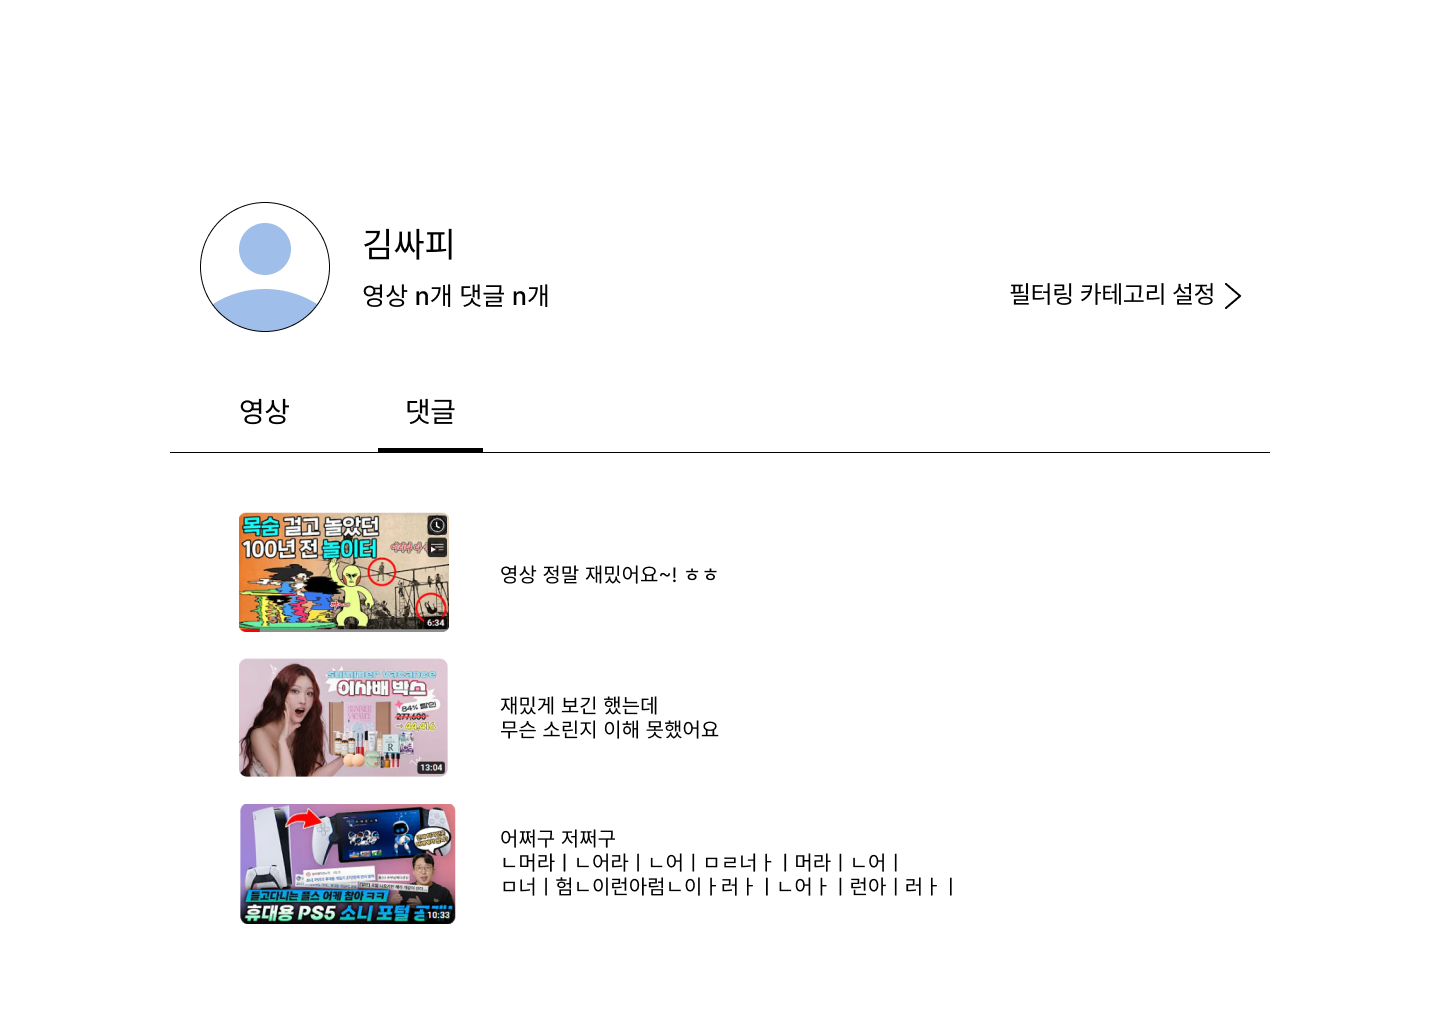 김싸피
영상 n개 댓글 n개
필터링 카테고리 설정
영상
댓글
목숨 걸고 놀았던
100년 전 놀이터
6:34
영상 정말 재밌어요~! ㅎㅎ
이사배 박스
84%
277,600
13:04
재밌게 보긴 했는데
무슨 소린지 이해 못했어요
들고다니는 플스 어케 참아 ㅋㅋ
휴대용 PS5 소니 포털
10:33
어쩌구 저쩌구
ㄴ머라ㅣㄴ어라ㅣㄴ어ㅣㅁㄹ너ㅏㅣ머라ㅣㄴ어ㅣ
ㅁ너ㅣ험ㄴ이런아럼ㄴ이ㅏ러ㅏㅣㄴ어ㅏㅣ런아ㅣ러ㅏㅣ